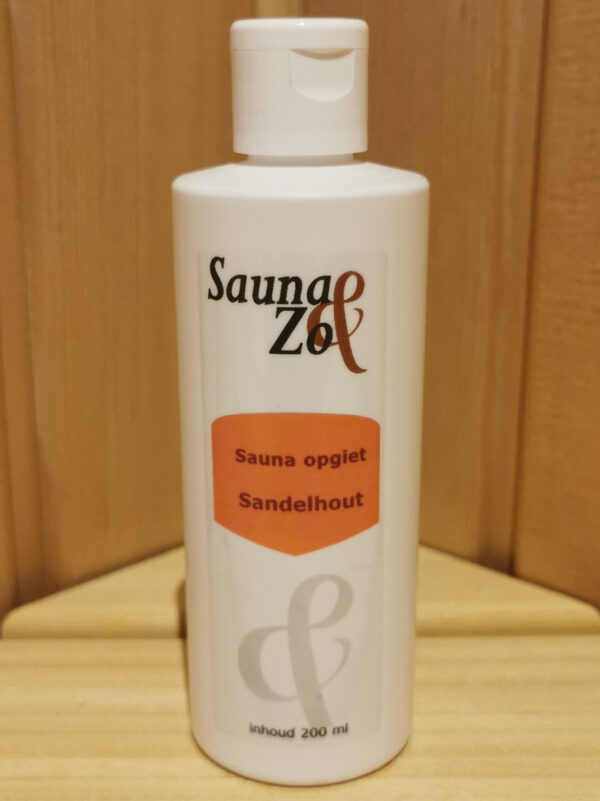 Sauna &
Zo
Sauna opgiet
Sandelhout
&
inhoud 200 ml